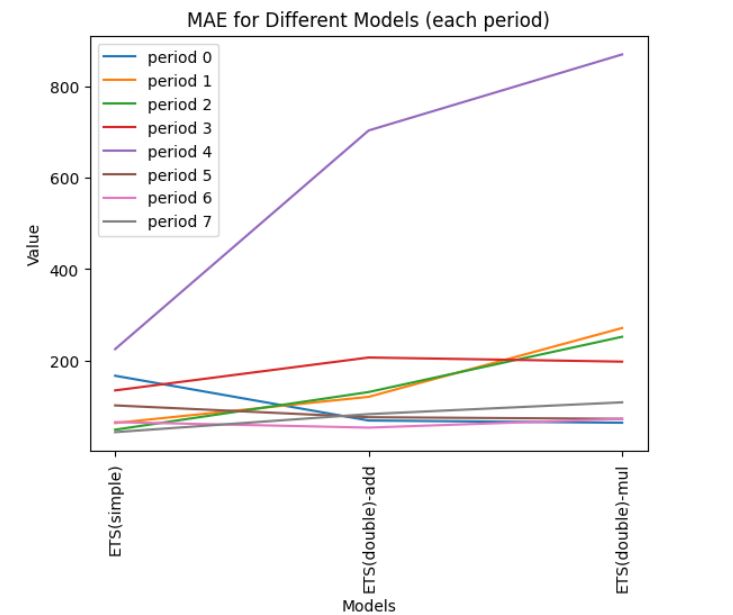 MAE for Different Models (each period)
period 0
period 1
period 2
period 3
period 4
period 5
period 6
period 7
800
600
400
200
Value
ETS(simple)
ETS(double)-add
ETS(double)-mul
Models